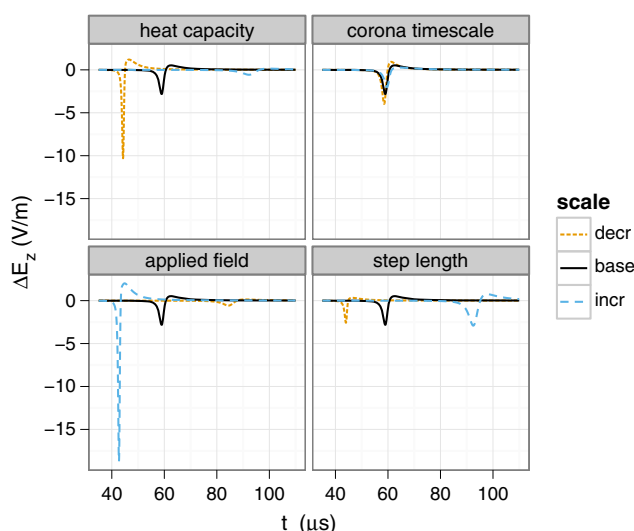 heat capacity
corona timescale
0
−5
−10
−15
applied field
step length
0
−5
−10
−15
40 60 80 100
40 60 80 100
t (μs)
ΔE_z (V/m)
scale
decr
base
incr